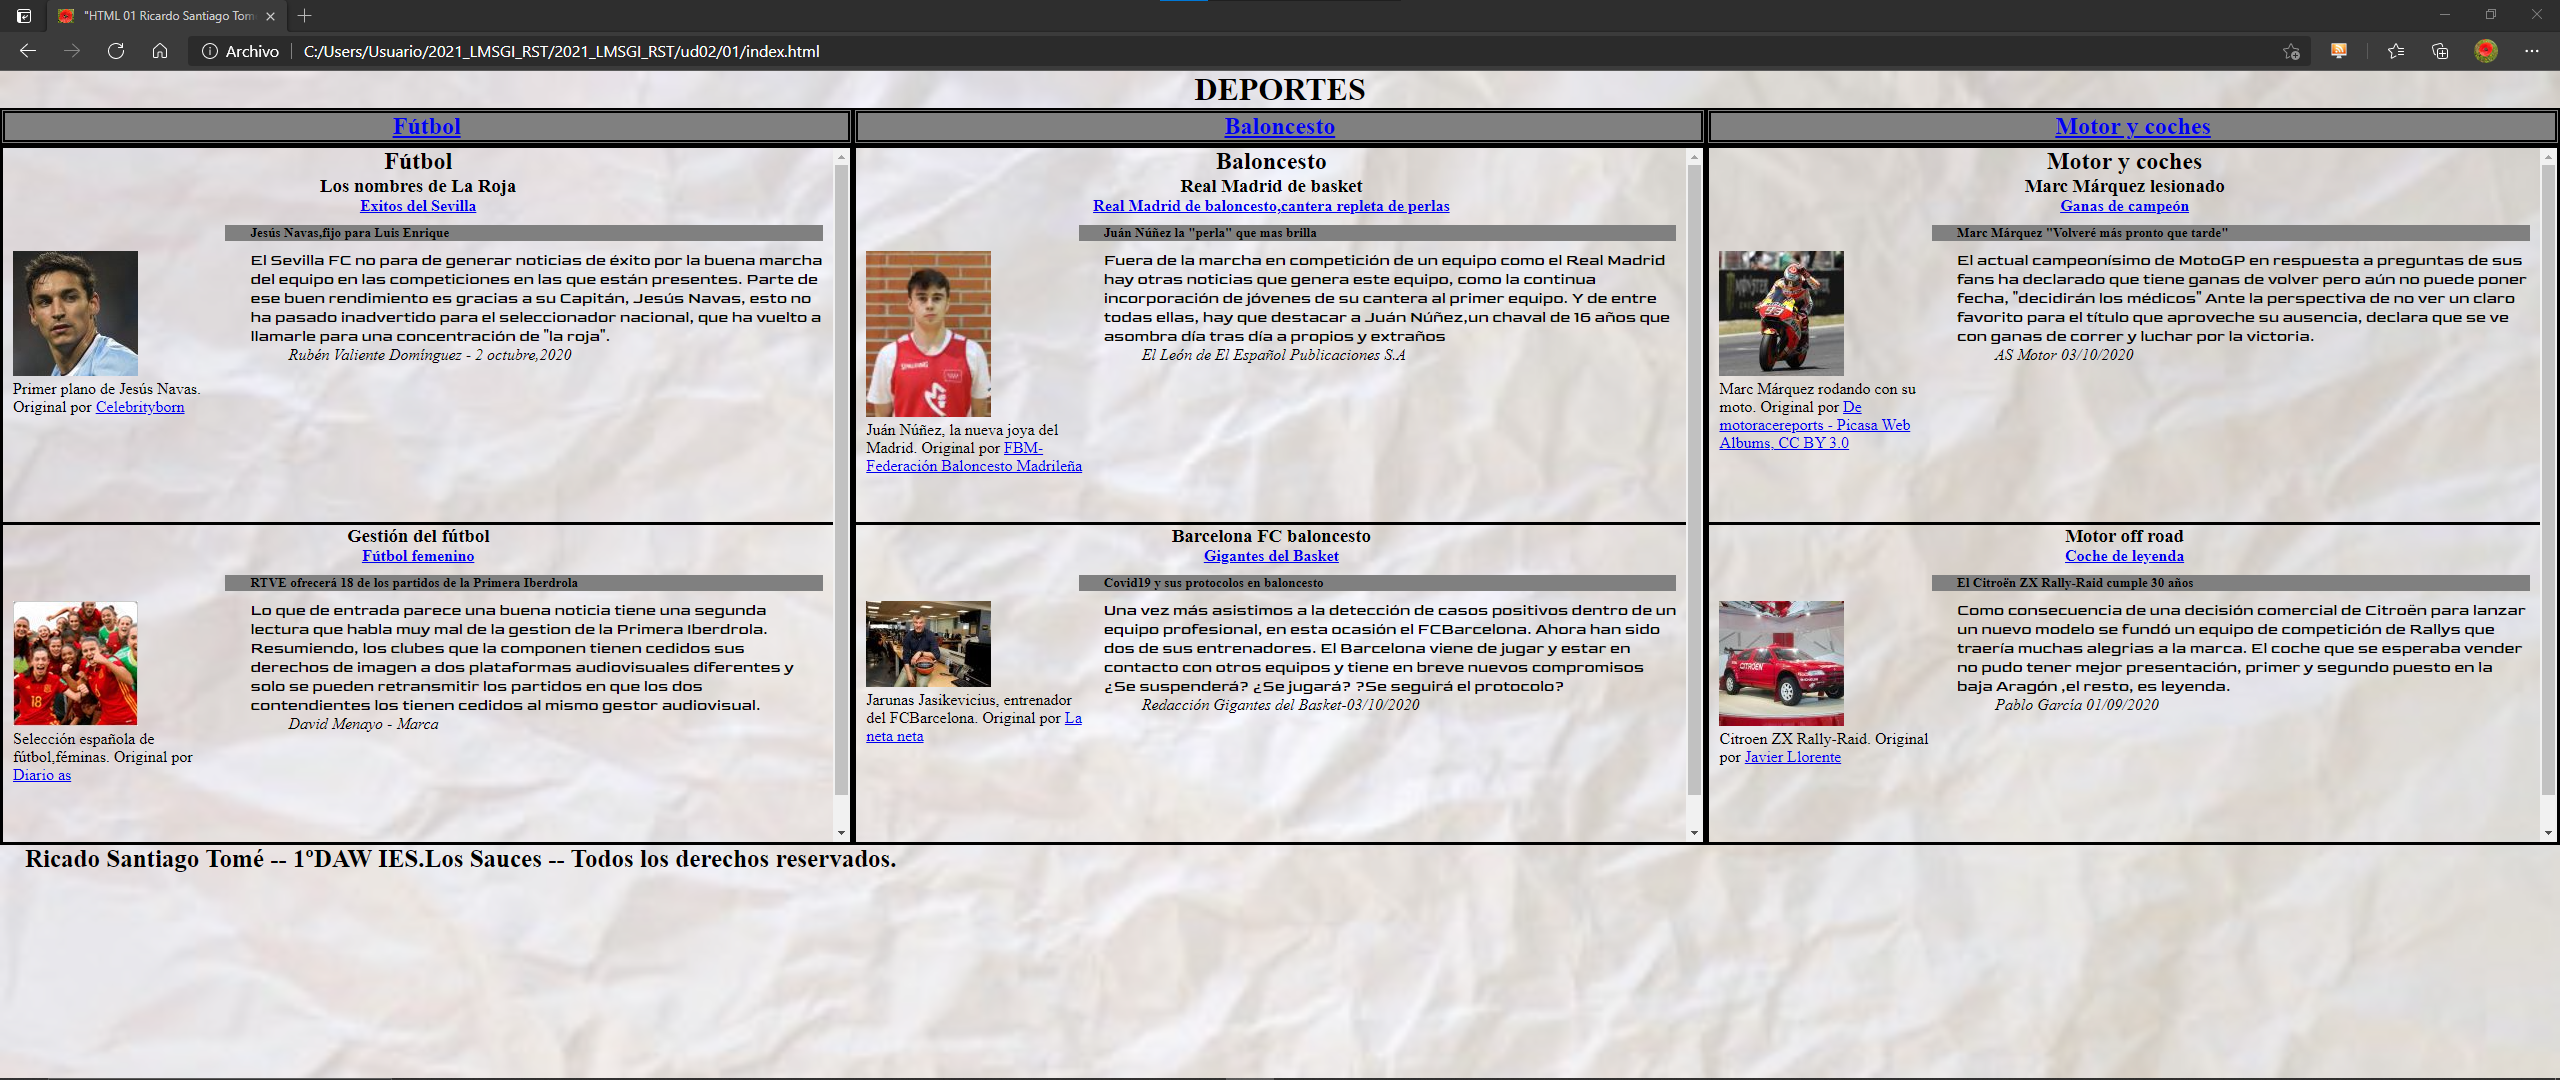 "HTML 01 Ricardo Santiago Tom
Archivo
C:/Users/Usuario/2021_LMSGI_RST/2021_LMSGI_RST/ud02/01/index.html
DEPORTES
Fútbol
Baloncesto
Motor y coches
Fútbol
Los nombres de La Roja
Exitos del Sevilla
Jesús Navas,fijo para Luis Enrique
El Sevilla FC no para de generar noticias de éxito por la buena marcha
del equipo en las competiciones en las que están presentes. Parte de
ese buen rendimiento es gracias a su Capitán, Jesús Navas, esto no
ha pasado inadvertido para el seleccionador nacional, que ha vuelto a
llamarle para una concentración de "la roja".
Rubén Valiente Domínguez - 2 octubre,2020
Primer plano de Jesús Navas.
Original por Celebrityborn
Gestión del fútbol
Fútbol femenino
RTVE ofrecerá 18 de los partidos de la Primera Iberdrola
Lo que de entrada parece una buena noticia tiene una segunda
lectura que habla muy mal de la gestion de la Primera Iberdrola.
Resumiendo, los clubes que la componen tienen cedidos sus
derechos de imagen a dos plataformas audiovisuales diferentes y
solo se pueden retransmitir los partidos en que los dos
contendientes los tienen cedidos al mismo gestor audiovisual.
David Menayo - Marca
Selección española de
fútbol,féminas. Original por
Diario as
Baloncesto
Real Madrid de basket
Real Madrid de baloncesto,cantera repleta de perlas
Juán Núñez la "perla" que mas brilla
Fuera de la marcha en competición de un equipo como el Real Madrid
hay otras noticias que genera este equipo, como la continua
incorporación de jóvenes de su cantera al primer equipo. Y de entre
todas ellas, hay que destacar a Juán Núñez,un chaval de 16 años que
asombra día tras día a propios y extraños
El León de El Español Publicaciones S.A
Juán Núñez, la nueva joya del
Madrid. Original por FBM-
Federación Baloncesto Madrileña
Barcelona FC baloncesto
Gigantes del Basket
Covid19 y sus protocolos en baloncesto
Una vez más asistimos a la detección de casos positivos dentro de un
equipo profesional, en esta ocasión el FCBarcelona. Ahora han sido
dos de sus entrenadores. El Barcelona viene de jugar y estar en
contacto con otros equipos y tiene en breve nuevos compromisos
¿Se suspenderá? ¿Se jugará? ?Se seguirá el protocolo?
Redacción Gigantes del Basket-03/10/2020
Jarunas Jasikevicius, entrenador
del FCBarcelona. Original por La
neta neta
Motor y coches
Marc Márquez lesionado
Ganas de campeón
Marc Márquez "Volveré más pronto que tarde"
El actual campeonísimo de MotoGP en respuesta a preguntas de sus
fans ha declarado que tiene ganas de volver pero aún no puede poner
fecha, "decidirán los médicos" Ante la perspectiva de no ver un claro
favorito para el título que aproveche su ausencia, declara que se ve
con ganas de correr y luchar por la victoria.
AS Motor 03/10/2020
Marc Márquez rodando con su
moto. Original por De
motoracereports - Picasa Web
Albums, CC BY 3.0
Motor off road
Coche de leyenda
El Citroën ZX Rally-Raid cumple 30 años
Como consecuencia de una decisión comercial de Citroën para lanzar
un nuevo modelo se fundó un equipo de competición de Rallys que
traería muchas alegrias a la marca. El coche que se esperaba vender
no pudo tener mejor presentación, primer y segundo puesto en la
baja Aragón ,el resto, es leyenda.
Pablo García 01/09/2020
Citroen ZX Rally-Raid. Original
por Javier Llorente
Ricado Santiago Tomé -- 1ºDAW IES.Los Sauces -- Todos los derechos reservados.